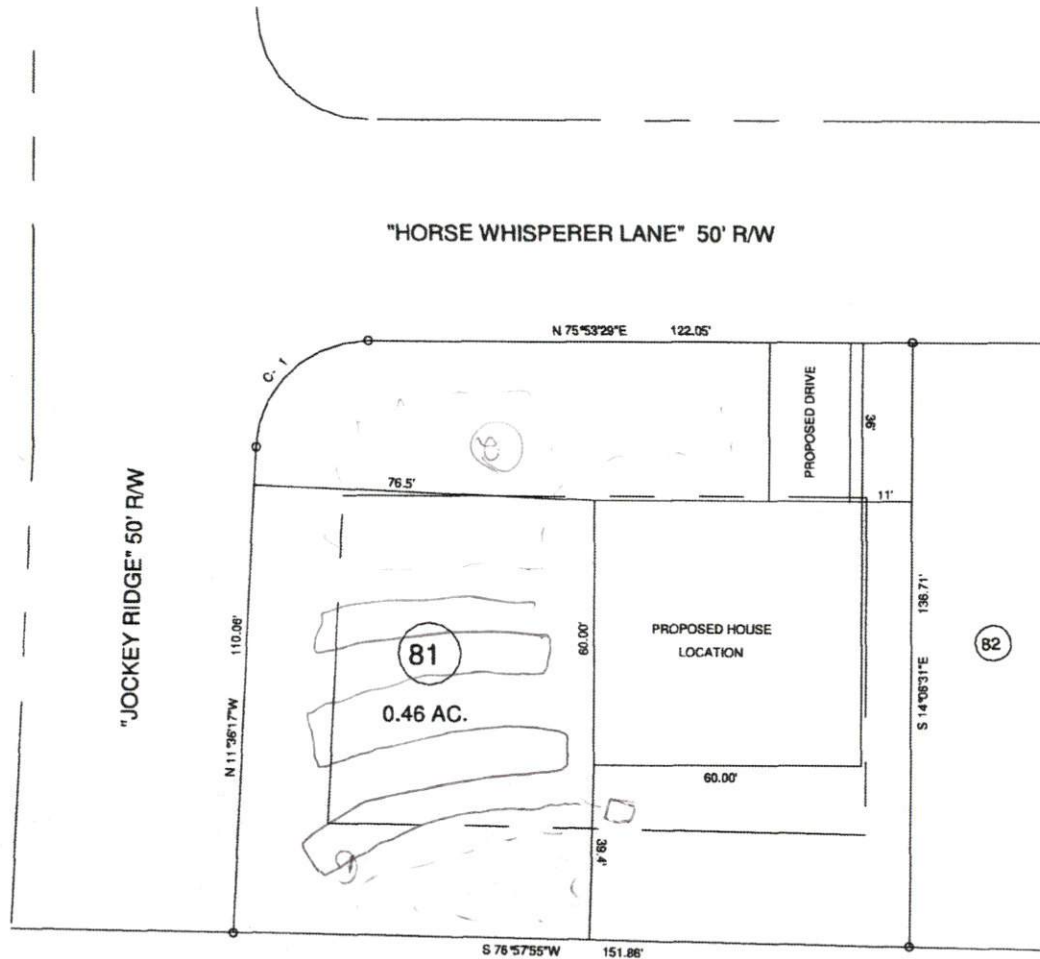 "HORSE WHISPERER LANE" 50' R/W
N 75°53'29"E 122.05'
C. 1
PROPOSED DRIVE
36'
76.5'
11'
"JOCKEY RIDGE" 50' R/W
110.06'
N 11°36'17"W
81
0.46 AC.
60.00'
PROPOSED HOUSE
LOCATION
136.71'
S 14°06'31"E
82
60.00'
39.4'
S 76°57'55"W 151.86'